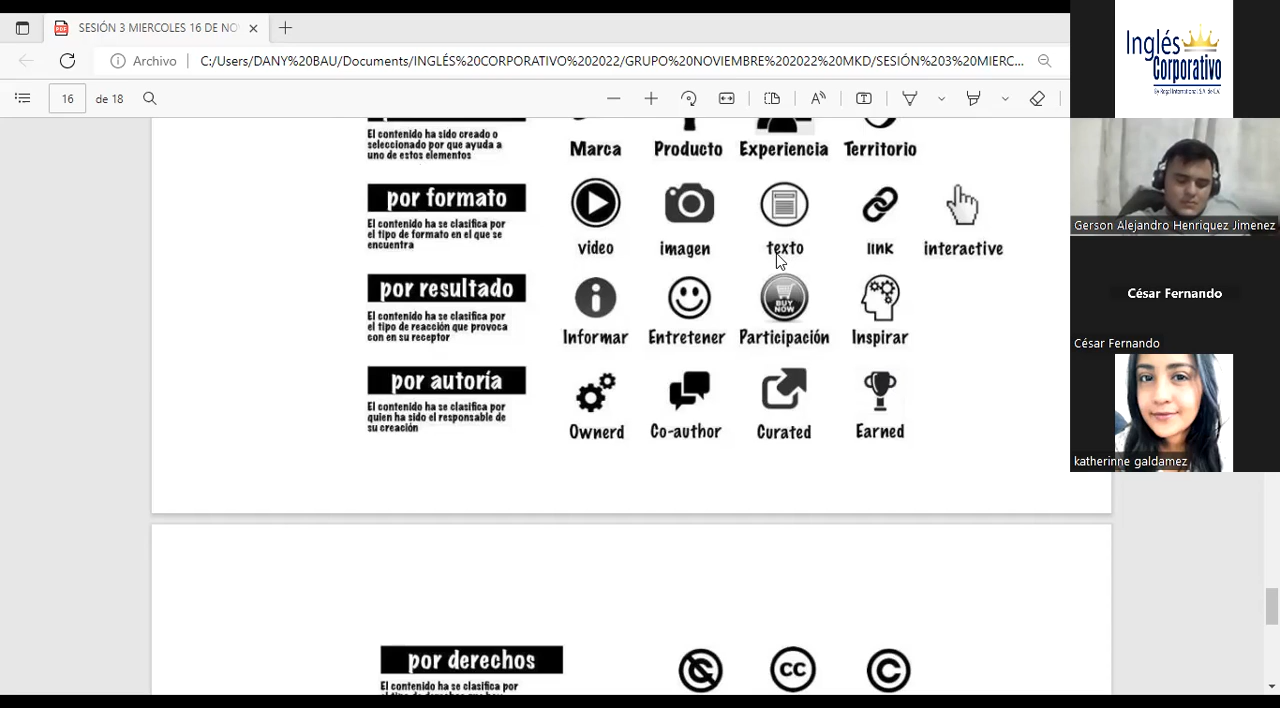 SESIÓN 3 MIERCOLES 16 DE NO
Archivo
C:/Users/DANY%20BAU/Documents/INGLÉS%20CORPORATIVO%202022/GRUPO%20NOVIEMBRE%202022%20MKD/SESIÓN%203%20MIERC...
16 de 18
El contenido ha sido creado o
seleccionado por que ayuda a
uno de estos elementos
Marca Producto Experiencia Territorio
por formato
El contenido ha se clasifica por
el tipo de formato en el que se
encuentra
video imagen texto link interactive
por resultado
El contenido ha se clasifica por
el tipo de reacción que provoca
con en su receptor
BUY
NOW
Informar Entretener Participación Inspirar
por autoría
El contenido ha se clasifica por
quien ha sido el responsable de
su creación
Ownerd Co-author Curated Earned
por derechos
El contenido ha se clasifica por
Inglés
Corporativo
By Regal International, S.A. de C.V.
Gerson Alejandro Henriquez Jimenez
César Fernando
César Fernando
katherinne galdamez